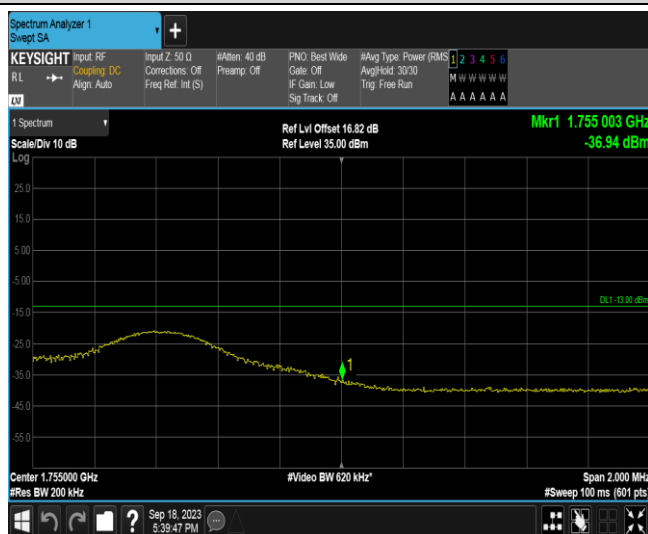 Spectrum Analyzer 1
Swept SA
+
KEYSIGHT Input: RF Input Z: 50 Ω #Atten: 40 dB PNO: Best Wide #Avg Type: Power (RMS 1 2 3 4 5 6
RL Coupling: DC Corrections: Off Preamp: Off Gate: Off Avg|Hold: 30/30 M W W W W W
Align: Auto Freq Ref: Int (S) IF Gain: Low Trig: Free Run
Sig Track: Off A A A A A A
LXI
1 Spectrum Ref Lvl Offset 16.82 dB Mkr1 1.755 003 GHz
Scale/Div 10 dB Ref Level 35.00 dBm -36.94 dBm
Log
25.0
15.0
5.00
-5.00
DL1 -13.00 dBm
-15.0
-25.0
1
-35.0
-45.0
-55.0
Center 1.755000 GHz #Video BW 620 kHz* Span 2.000 MHz
#Res BW 200 kHz #Sweep 100 ms (601 pts)
? Sep 18, 2023
5:39:47 PM